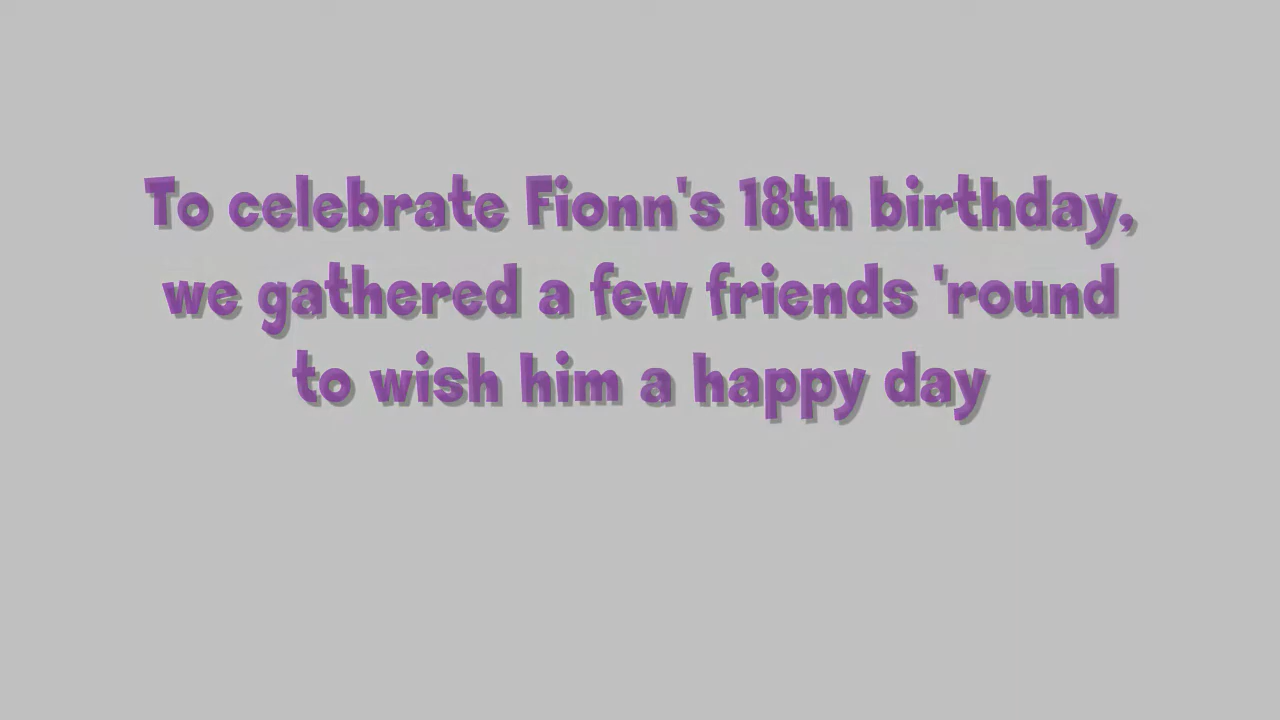 To celebrate Fionn's 18th birthday,
we gathered a few friends 'round
to wish him a happy day